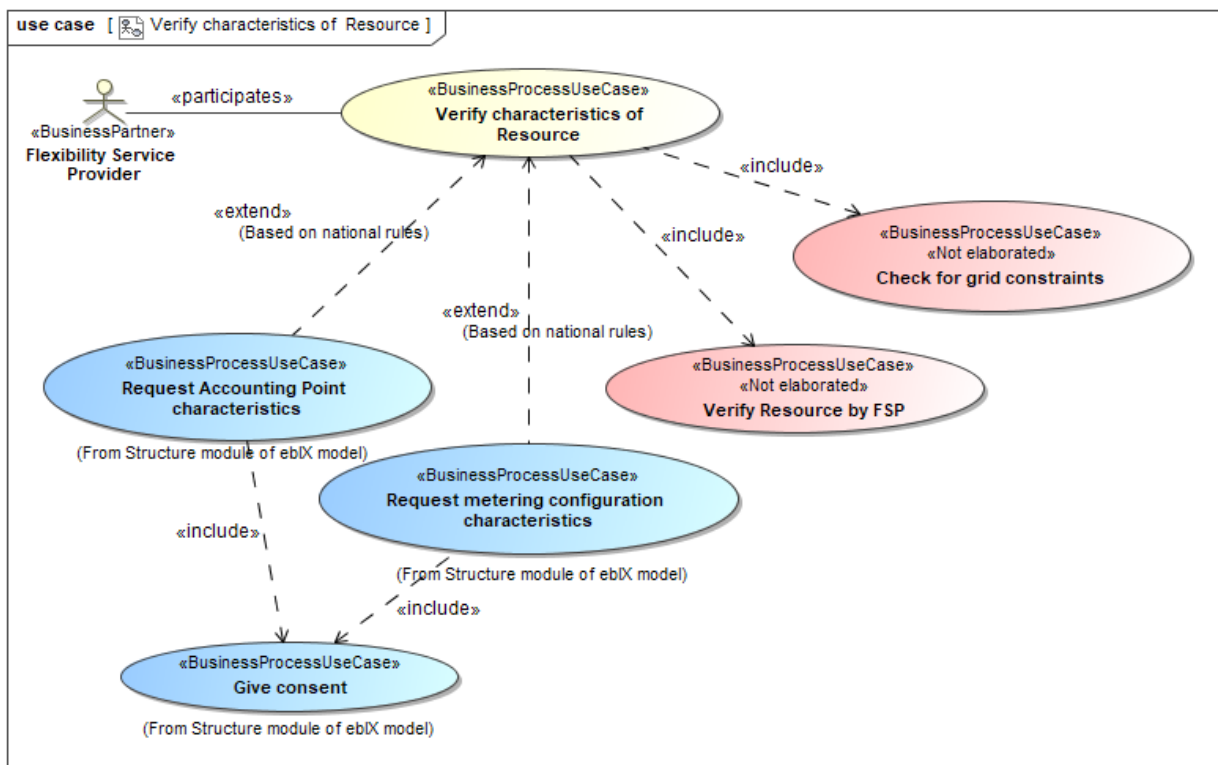 use case [ Verify characteristics of Resource ]
«BusinessPartner»
Flexibility Service
Provider
«participates»
«BusinessProcessUseCase»
Verify characteristics of
Resource
«include»
«extend»
(Based on national rules)
«include»
«BusinessProcessUseCase»
«Not elaborated»
Check for grid constraints
«extend»
(Based on national rules)
«BusinessProcessUseCase»
Request Accounting Point
characteristics
(From Structure module of ebIX model)
«BusinessProcessUseCase»
«Not elaborated»
Verify Resource by FSP
«BusinessProcessUseCase»
Request metering configuration
characteristics
(From Structure module of ebIX model)
«include»
«include»
«BusinessProcessUseCase»
Give consent
(From Structure module of ebIX model)